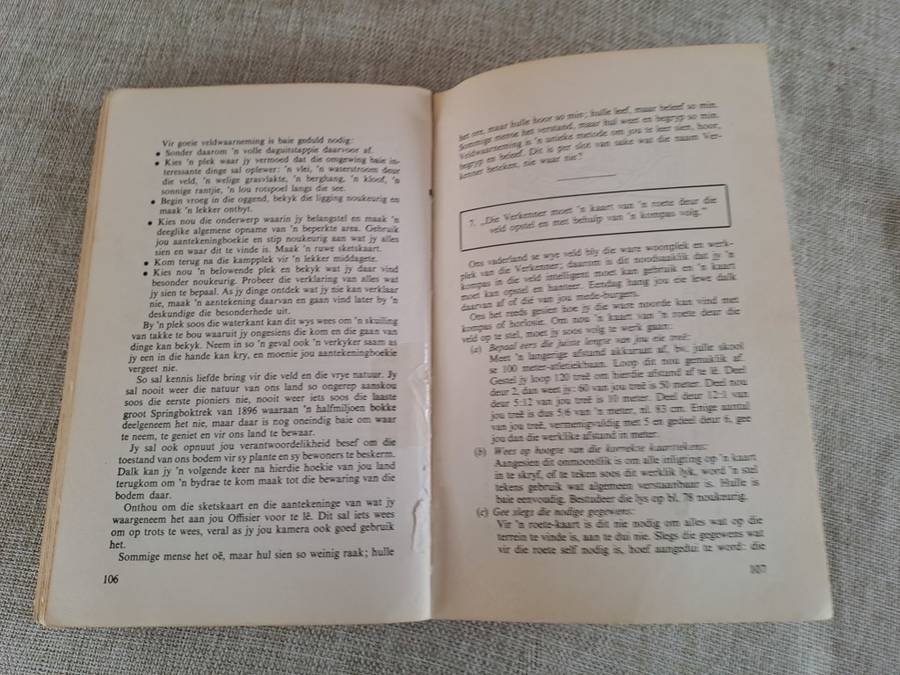 Vir goeie veldwaarneming is baie geduld nodig:
• Sonder daarom 'n volle daguitstappie daarvoor af.
• Kies 'n plek waar jy vermoed dat die omgewing baie in-
teressante dinge sal oplewer: 'n vlei, 'n waterstroom deur
die veld, 'n welige grasvlakte, 'n berghang, 'n kloof, 'n
sonnige rantjie, 'n lou rotspoel langs die see.
• Begin vroeg in die oggend, bekyk die ligging noukeurig en
maak 'n lekker ontbyt.
• Kies nou die onderwerp waarin jy belangstel en maak 'n
deeglike algemene opname van 'n beperkte area. Gebruik
jou aantekeningboekie en stip noukeurig aan wat jy alles
sien en waar dit te vinde is. Maak 'n ruwe sketskaart.
• Kom terug na die kampplek vir 'n lekker middagete.
• Kies nou 'n belowende plek en bekyk wat jy daar vind
besonder noukeurig. Probeer die verklaring van alles wat
jy sien te bepaal. As jy dinge ontdek wat jy nie kan verklaar
nie, maak 'n aantekening daarvan en gaan vind later by 'n
deskundige die besonderhede uit.
By 'n plek soos die waterkant kan dit wys wees om 'n skuiling
van takke te bou waaruit jy ongesiens die kom en die gaan van
dinge kan bekyk. Neem in so 'n geval ook 'n verkyker saam as
jy een in die hande kan kry, en moenie jou aantekeningboekie
vergeet nie.
So sal kennis liefde bring vir die veld en die vrye natuur. Jy
sal nooit weer die natuur van ons land so ongerep aanskou
soos die eerste pioniers nie, nooit weer iets soos die laaste
groot Springboktrek van 1896 waaraan 'n halfmiljoen bokke
deelgeneem het nie, maar daar is nog oneindig baie om waar
te neem, te geniet en vir ons land te bewaar.
Jy sal ook opnuut jou verantwoordelikheid besef om die
toestand van ons bodem vir sy plante en sy bewoners te beskerm.
Dalk kan jy 'n volgende keer na hierdie hoekie van jou land
terugkom om 'n bydrae te kom maak tot die bewaring van die
bodem daar.
Onthou om die sketskaart en die aantekeninge van wat jy
waargeneem het aan jou Offisier voor te lê. Dit sal iets wees
om op trots te wees, veral as jy jou kamera ook goed gebruik
het.
Sommige mense het oë, maar hul sien so weinig raak; hulle
106
het ore, maar hulle hoor so min; hulle leef, maar beleef so min.
Sommige mense het verstand, maar hul weet en begryp so min.
Veldwaarneming is 'n unieke metode om jou te leer sien, hoor,
begryp en beleef. Dit is per slot van sake wat die naam Ver-
kenner beteken, nie waar nie?
7. „Die Verkenner moet 'n kaart van 'n roete deur die
veld opstel en met behulp van 'n kompas volg.”
Ons vaderland se wye veld bly die ware woonplek en werk-
plek van die Verkenner; daarom is dit noodsaaklik dat jy 'n
kompas in die veld intelligent moet kan gebruik en 'n kaart
moet kan opstel en hanteer. Eendag hang jou eie lewe dalk
daarvan af of dié van jou mede-burgers.
Ons het reeds gesien hoe jy die ware noorde kan vind met
kompas of horlosie. Om nou 'n kaart van 'n roete deur die
veld op te stel, moet jy soos volg te werk gaan:
(a) Bepaal eers die juiste lengte van jou eie treë:
Meet 'n langerige afstand akkuraat af, bv. julle skool
se 100 meter-atletiekbaan. Loop dit nou gemaklik af.
Gestel jy loop 120 treë om hierdie afstand af te lê. Deel
deur 2, dan weet jy: 60 van jou treë is 50 meter. Deel nou
deur 5:12 van jou treë is 10 meter. Deel deur 12:1 van
jou treë is dus 5/6 van 'n meter, nl. 83 cm. Enige aantal
van jou treë, vermenigvuldig met 5 en gedeel deur 6, gee
jou dan die werklike afstand in meter.
(b) Wees op hoogte van die korrekte kaarttekens:
Aangesien dit onmoontlik is om alle inligting op 'n kaart
in te skryf, of te teken soos dit werklik lyk, word 'n stel
tekens gebruik wat algemeen verstaanbaar is. Hulle is
baie eenvoudig. Bestudeer die lys op bl. 78 noukeurig.
(c) Gee slegs die nodige gegewens:
Vir 'n roete-kaart is dit nie nodig om alles wat op die
terrein te vinde is, aan te dui nie. Slegs die gegewens wat
vir die roete self nodig is, hoef aangedui te word: die
107